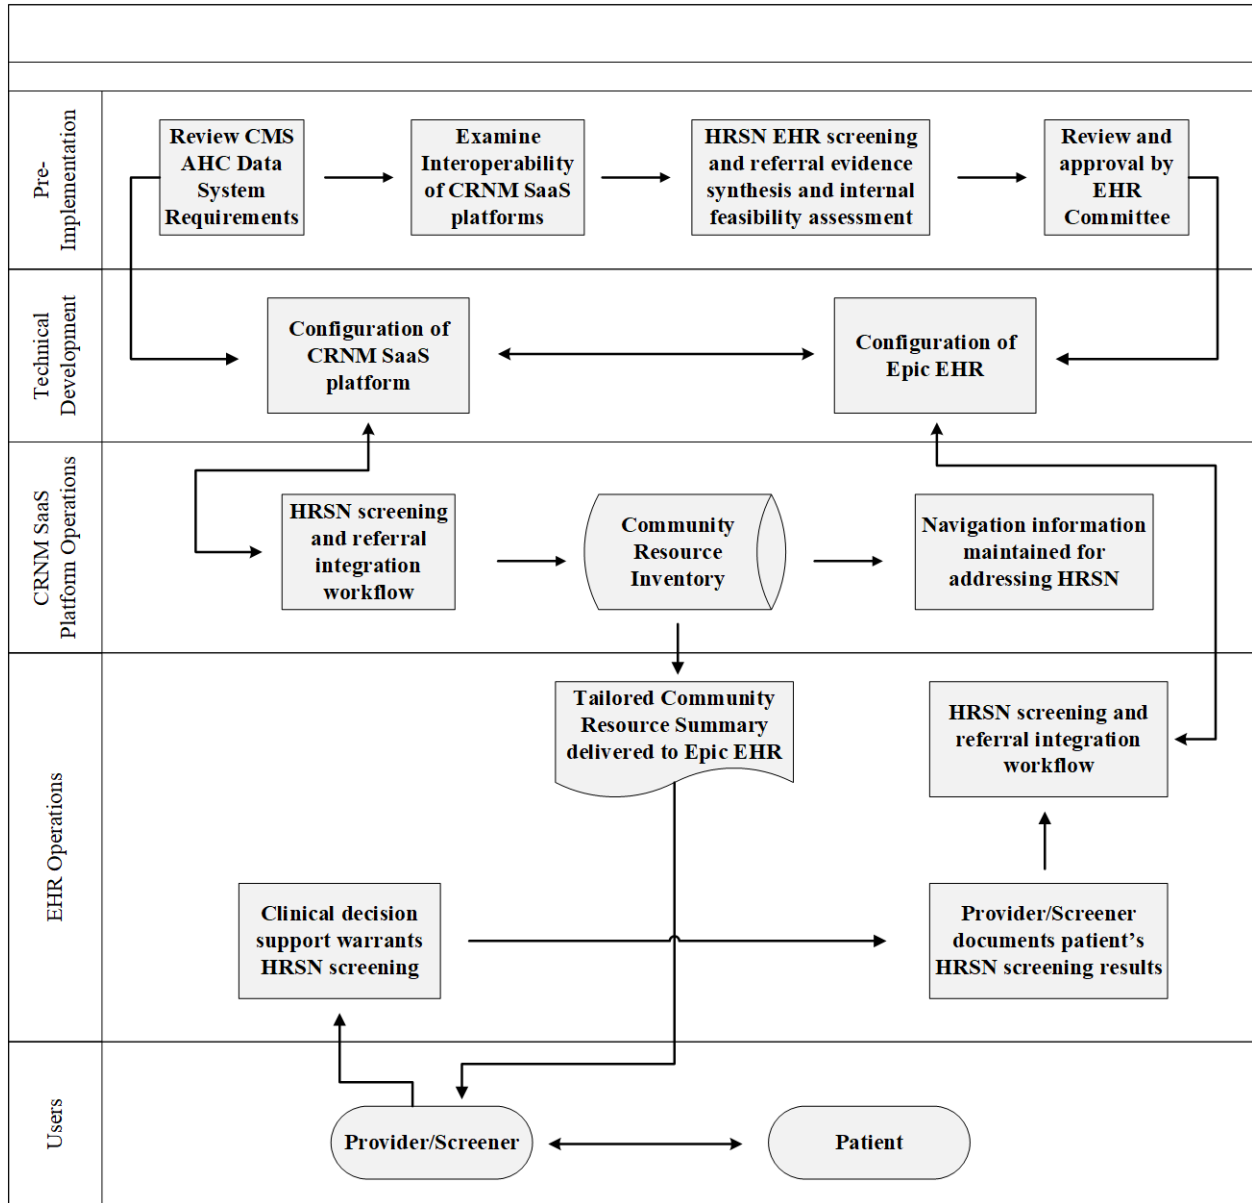 Pre-
Implementation
Review CMS
AHC Data
System
Requirements
Examine
Interoperability
of CRNM SaaS
platforms
HRSN EHR screening
and referral evidence
synthesis and internal
feasibility assessment
Review and
approval by
EHR
Committee
Technical
Development
Configuration of
CRNM SaaS
platform
Configuration of
Epic EHR
CRNM SaaS
Platform Operations
HRSN screening
and referral
integration
workflow
Community
Resource
Inventory
Navigation information
maintained for
addressing HRSN
EHR Operations
Tailored Community
Resource Summary
delivered to Epic EHR
HRSN screening and
referral integration
workflow
Clinical decision
support warrants
HRSN screening
Provider/Screener
documents patient’s
HRSN screening results
Users
Provider/Screener
Patient